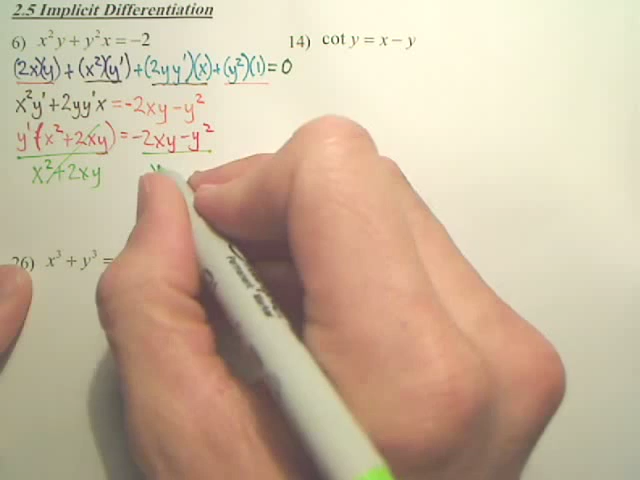 2.5 Implicit Differentiation
6) x²y + y²x = -2
14) cot y = x - y
(2x)(y) + (x²)(y') + (2yy')(x) + (y²)(1) = 0
x²y' + 2yy'x = -2xy - y²
y'(x² + 2xy) = -2xy - y²
x² + 2xy
26) x³ + y³ =